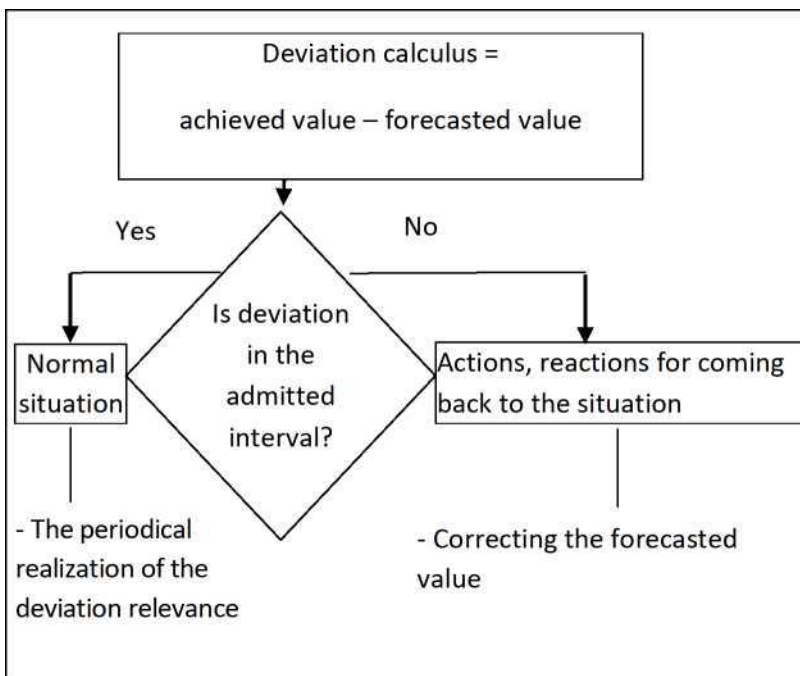 Deviation calculus =
achieved value – forecasted value
Yes
No
Is deviation
in the
admitted
interval?
Normal
situation
Actions, reactions for coming
back to the situation
- The periodical
realization of the
deviation relevance
- Correcting the forecasted
value